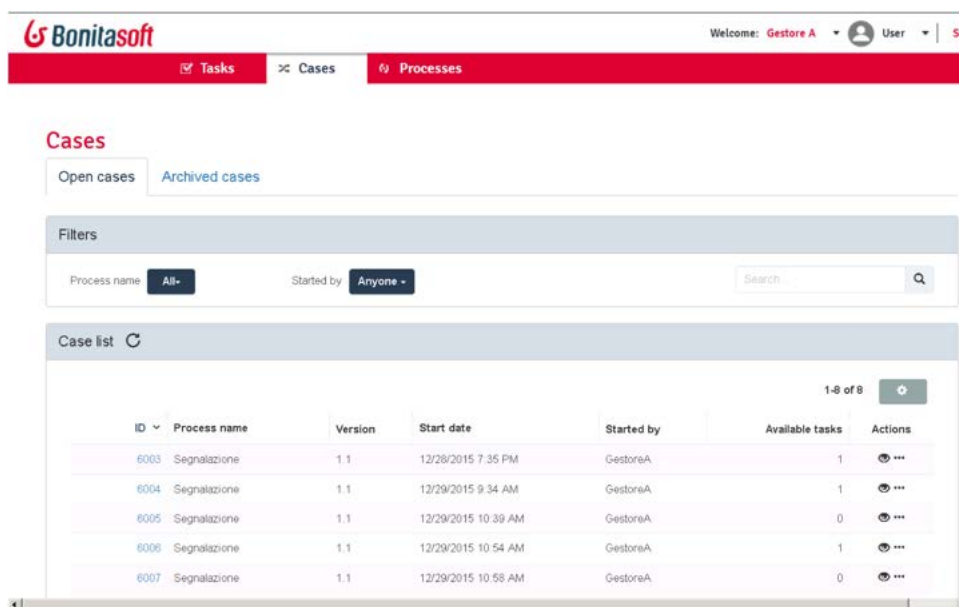 Bonitasoft
Welcome: Gestore A User S
Tasks Cases Processes
Cases
Open cases Archived cases
Filters
Process name All Started by Anyone Search...
Case list
1-8 of 8
ID Process name Version Start date Started by Available tasks Actions
6003 Segnalazione 1.1 12/28/2015 7:35 PM GestoreA 1
6004 Segnalazione 1.1 12/29/2015 9:34 AM GestoreA 1
6005 Segnalazione 1.1 12/29/2015 10:39 AM GestoreA 0
6006 Segnalazione 1.1 12/29/2015 10:54 AM GestoreA 1
6007 Segnalazione 1.1 12/29/2015 10:58 AM GestoreA 0